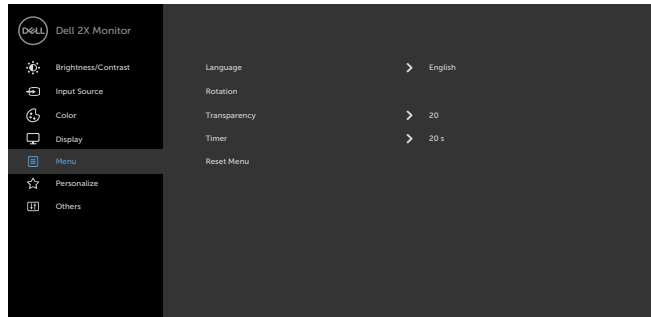 DELL Dell 2X Monitor
Brightness/Contrast
Input Source
Color
Display
Menu
Personalize
Others
Language > English
Rotation
Transparency > 20
Timer > 20 s
Reset Menu